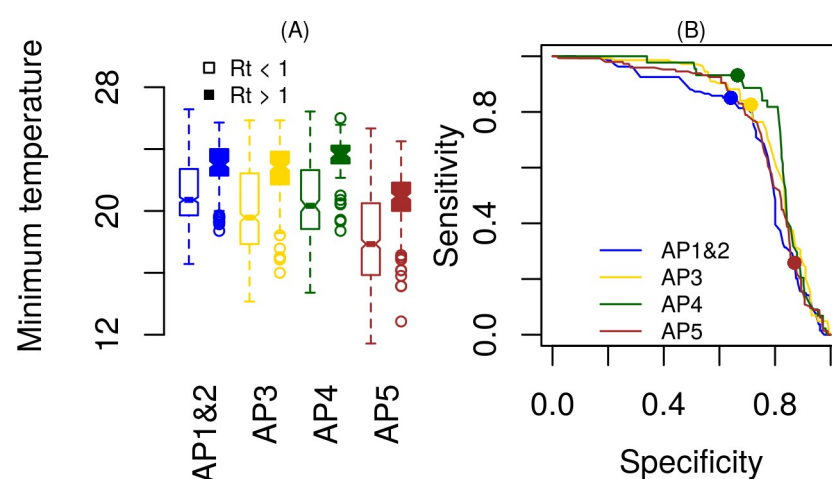 (A)
Minimum temperature
28
20
12
Rt < 1
Rt > 1
AP1&2
AP3
AP4
AP5
(B)
Sensitivity
0.8
0.4
0.0
AP1&2
AP3
AP4
AP5
0.0 0.4 0.8
Specificity